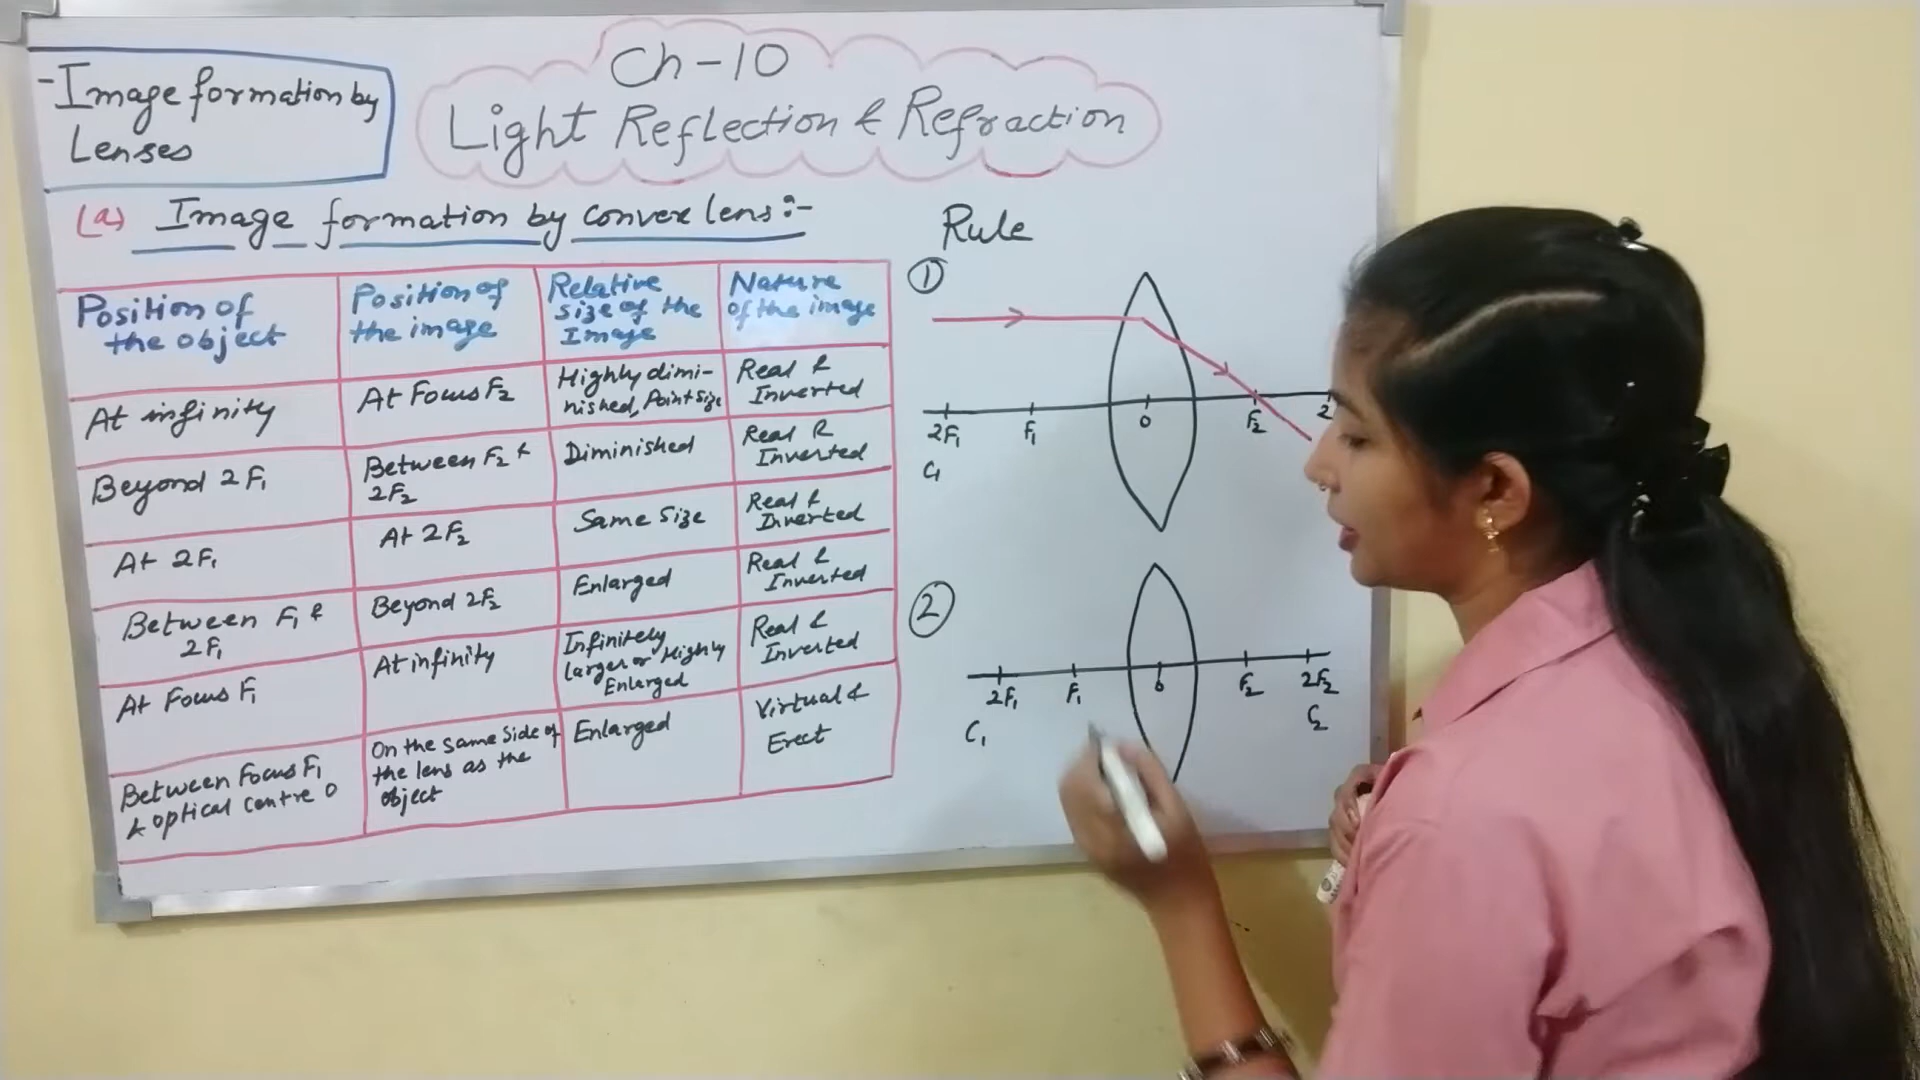 -Image formation by
Lenses
Ch-10
Light Reflection & Refraction
(a) Image formation by convex lens:-
Position of
the object
Position of
the image
Relative
size of the
Image
Nature
of the image
At infinity
At Focus F2
Highly dimi-
nished, Point size
Real &
Inverted
Beyond 2F1
Between F2 &
2F2
Diminished
Real &
Inverted
At 2F1
At 2F2
Same Size
Real &
Inverted
Between F1 &
2F1
Beyond 2F2
Enlarged
Real &
Inverted
At Focus F1
At infinity
Infinitely
larger or Highly
Enlarged
Real &
Inverted
Between Focus F1
& optical centre O
On the same side of
the lens as the
object
Enlarged
Virtual &
Erect
Rule
1
2F1 F1 O F2 2
C1
2
2F1 F1 O F2 2F2
C1 C2